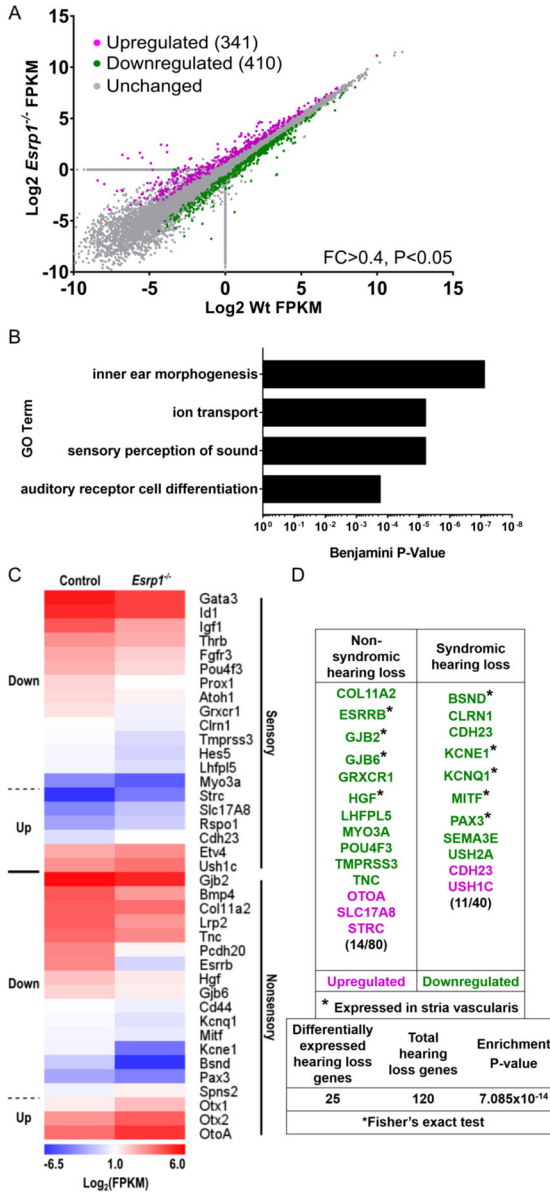 A
Upregulated (341)
Downregulated (410)
Unchanged
Log2 Esrp1-/- FPKM
15
10
5
0
-5
-10
-10
-5
0
5
10
15
FC>0.4, P<0.05
Log2 Wt FPKM
B
GO Term
inner ear morphogenesis
ion transport
sensory perception of sound
auditory receptor cell differentiation
10⁰ 10⁻¹ 10⁻² 10⁻³ 10⁻⁴ 10⁻⁵ 10⁻⁶ 10⁻⁷ 10⁻⁸
Benjamini P-Value
C
Control
Esrp1-/-
Down
Up
Down
Up
Gata3
Id1
Igf1
Thrb
Fgfr3
Pou4f3
Prox1
Atoh1
Grxcr1
Clrn1
Tmprss3
Hes5
Lhfpl5
Myo3a
Strc
Slc17A8
Rspo1
Cdh23
Etv4
Ush1c
Gjb2
Bmp4
Col11a2
Lrp2
Tnc
Pcdh20
Esrrb
Hgf
Gjb6
Cd44
Kcnq1
Mitf
Kcne1
Bsnd
Pax3
Spns2
Otx1
Otx2
OtoA
Sensory
Nonsensory
-6.5 1.0 6.0
Log₂(FPKM)
D
Non-
syndromic
hearing loss
COL11A2
ESRRB*
GJB2*
GJB6*
GRXCR1
HGF*
LHFPL5
MYO3A
POU4F3
TMPRSS3
TNC
OTOA
SLC17A8
STRC
(14/80)
Syndromic
hearing loss
BSND*
CLRN1
CDH23
KCNE1*
KCNQ1*
MITF*
PAX3*
SEMA3E
USH2A
CDH23
USH1C
(11/40)
Upregulated
Downregulated
* Expressed in stria vascularis
Differentially
expressed
hearing loss
genes
Total
hearing
loss genes
Enrichment
P-value
25
120
7.085x10⁻¹⁴
*Fisher's exact test